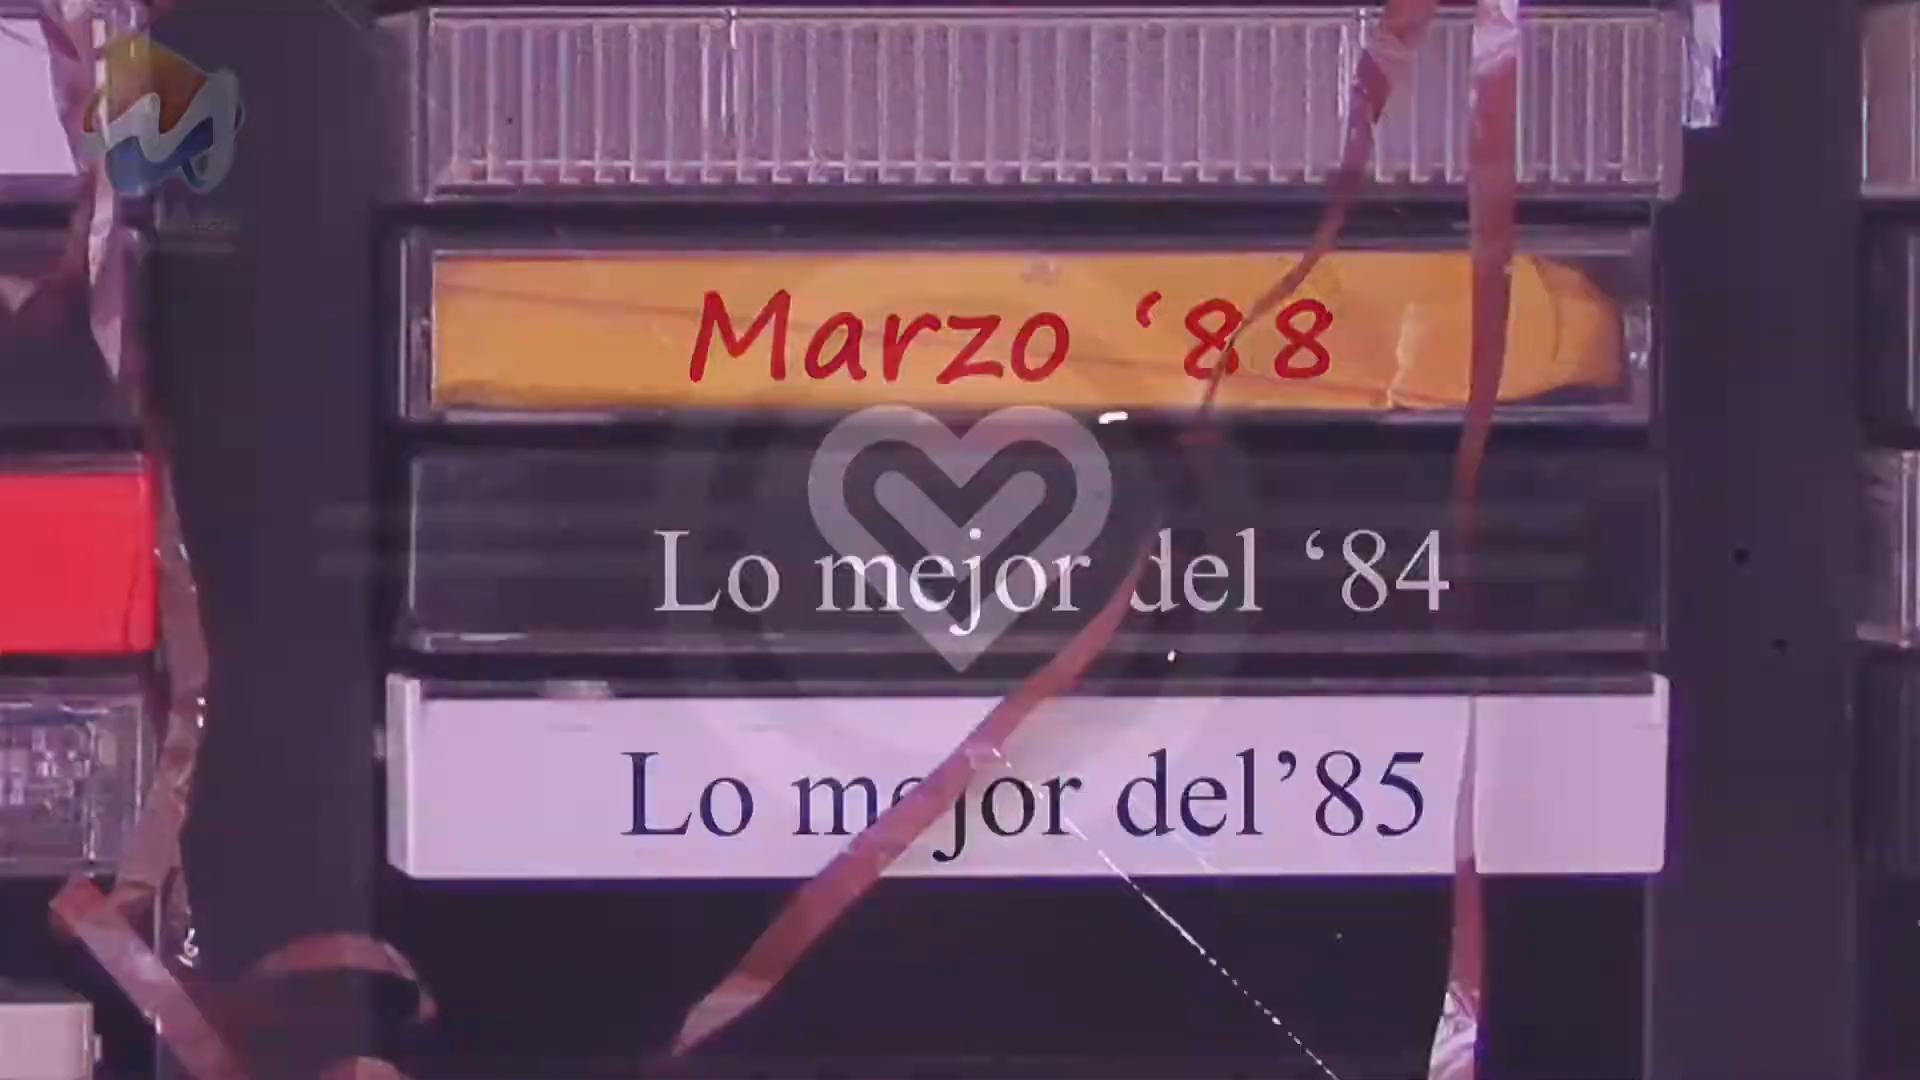 Marzo ‘88
Lo mejor del ‘84
Lo mejor del’85